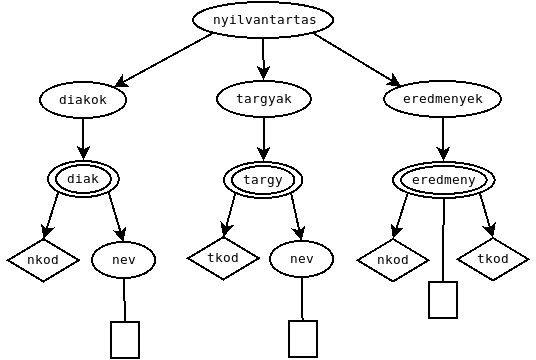 nyilvantartas
diakok
targyak
eredmenyek
diak
targy
eredmeny
nkod
nev
tkod
nev
nkod
tkod